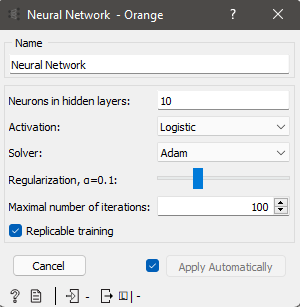 Neural Network - Orange
Name
Neural Network
Neurons in hidden layers: 10
Activation: Logistic
Solver: Adam
Regularization, α=0.1:
Maximal number of iterations: 100
Replicable training
Cancel
Apply Automatically
? - | -